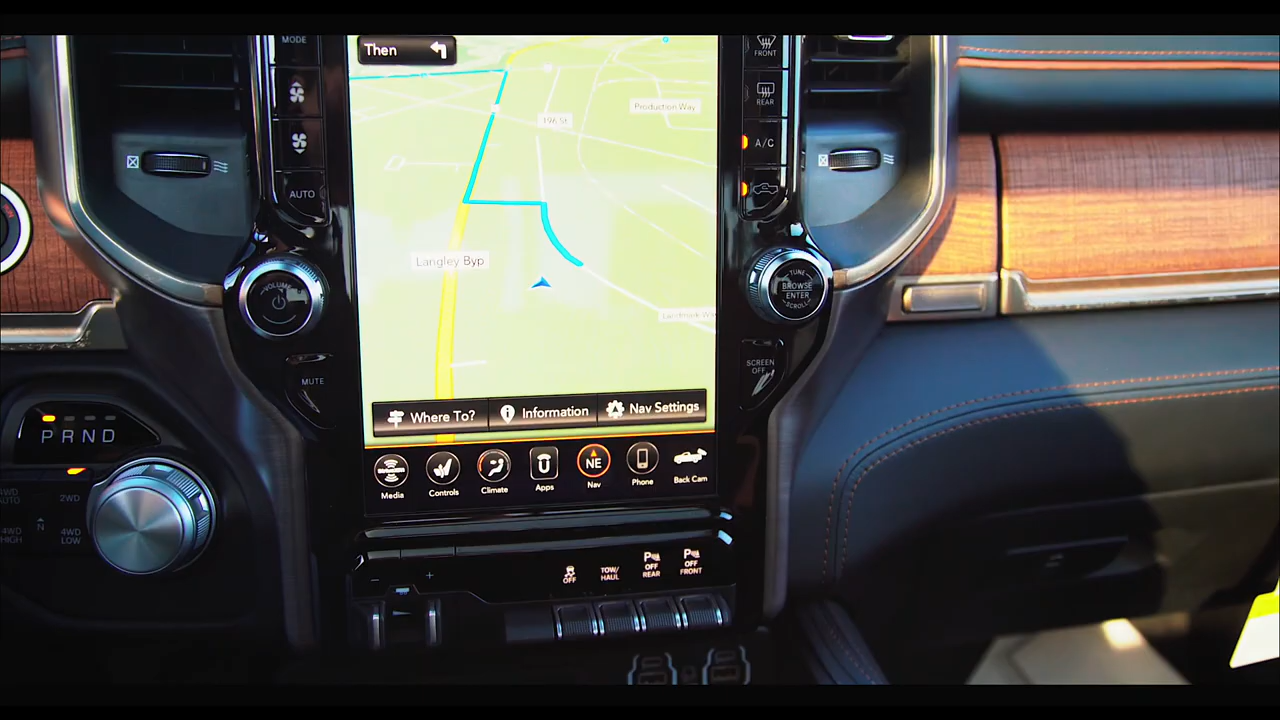 MODE
Then
FRONT
REAR
Production Way
196 St
A/C
AUTO
Langley Byp
VOLUME
TUNE
BROWSE
ENTER
SCROLL
MUTE
SCREEN
OFF
Where To?
Information
Nav Settings
P R N D
NE
Media
Controls
Climate
Apps
Nav
Phone
Back Cam
4WD
AUTO
2WD
N
4WD
HIGH
4WD
LOW
OFF
TOW/
HAUL
P
OFF
REAR
P
OFF
FRONT
- +